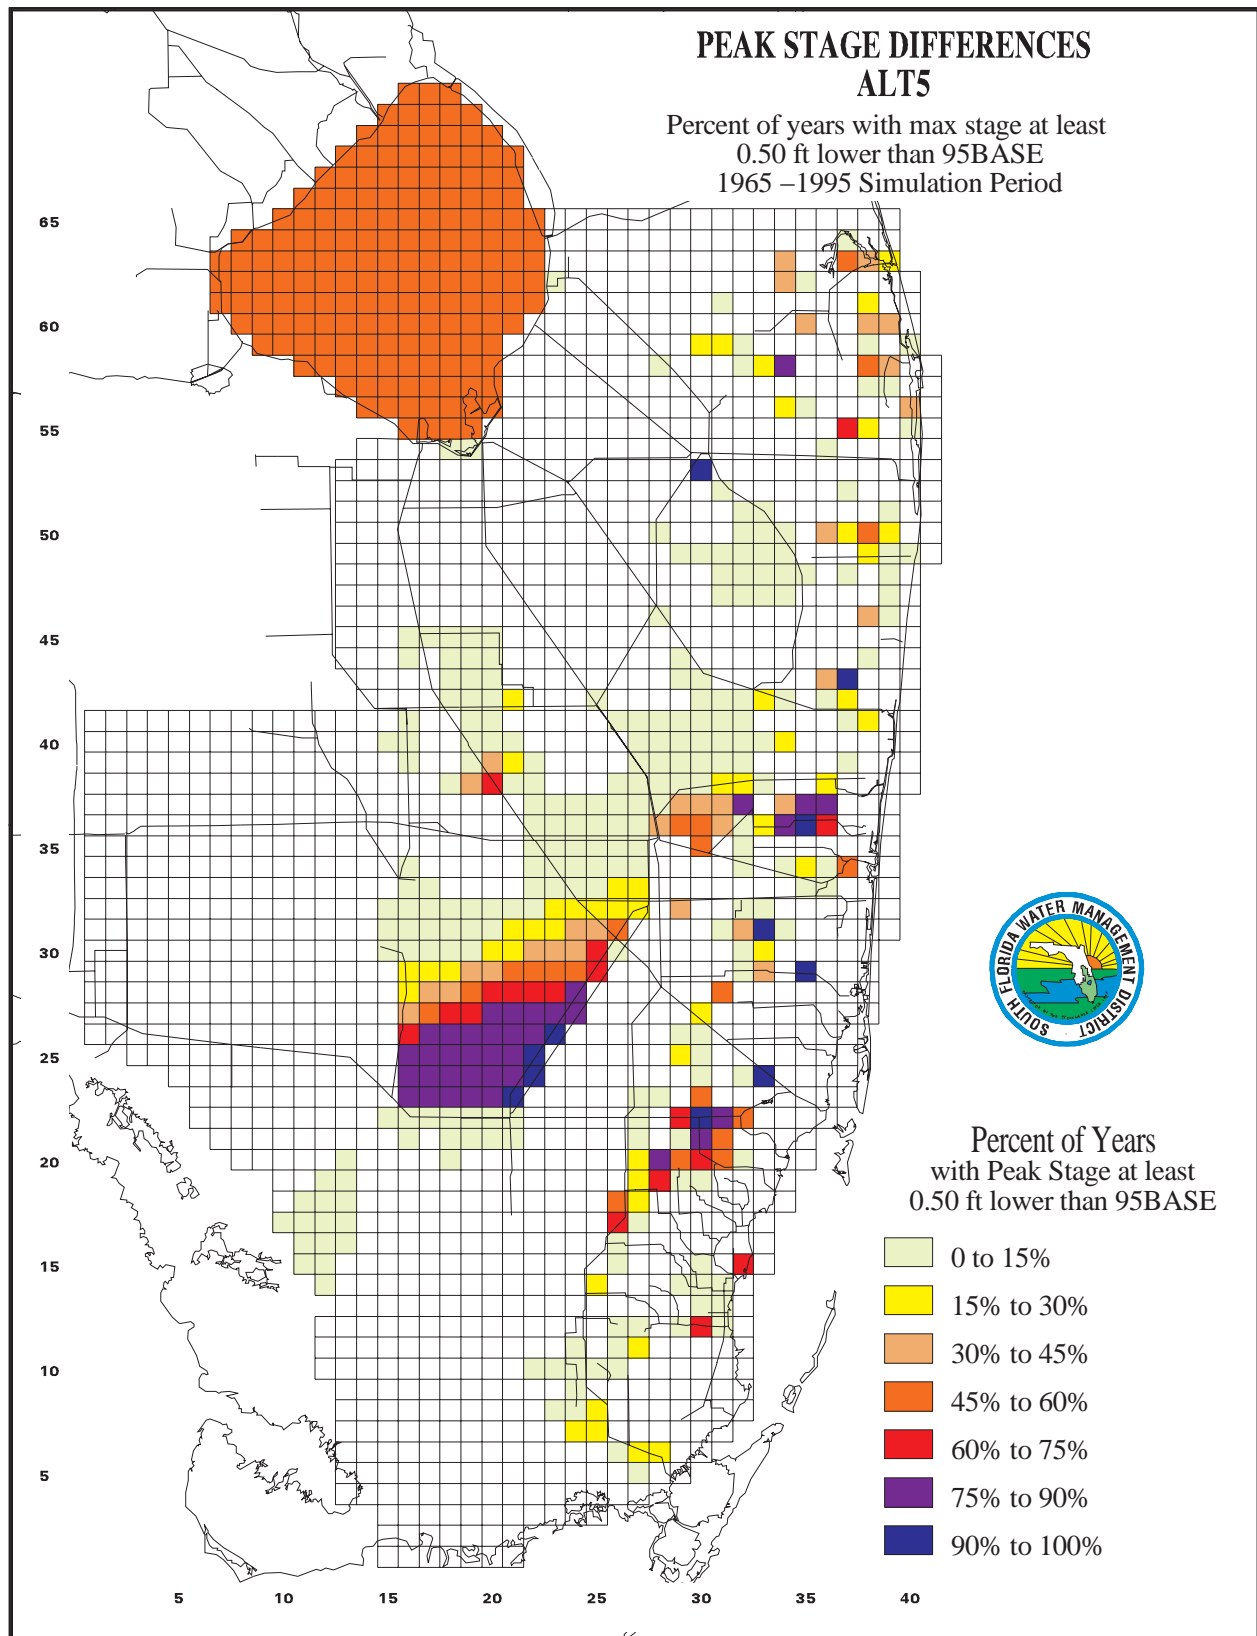 PEAK STAGE DIFFERENCES
ALT5
Percent of years with max stage at least
0.50 ft lower than 95BASE
1965 –1995 Simulation Period
65
60
55
50
45
40
35
30
25
20
15
10
5
SOUTH FLORIDA WATER MANAGEMENT DISTRICT
Percent of Years
with Peak Stage at least
0.50 ft lower than 95BASE
0 to 15%
15% to 30%
30% to 45%
45% to 60%
60% to 75%
75% to 90%
90% to 100%
5 10 15 20 25 30 35 40